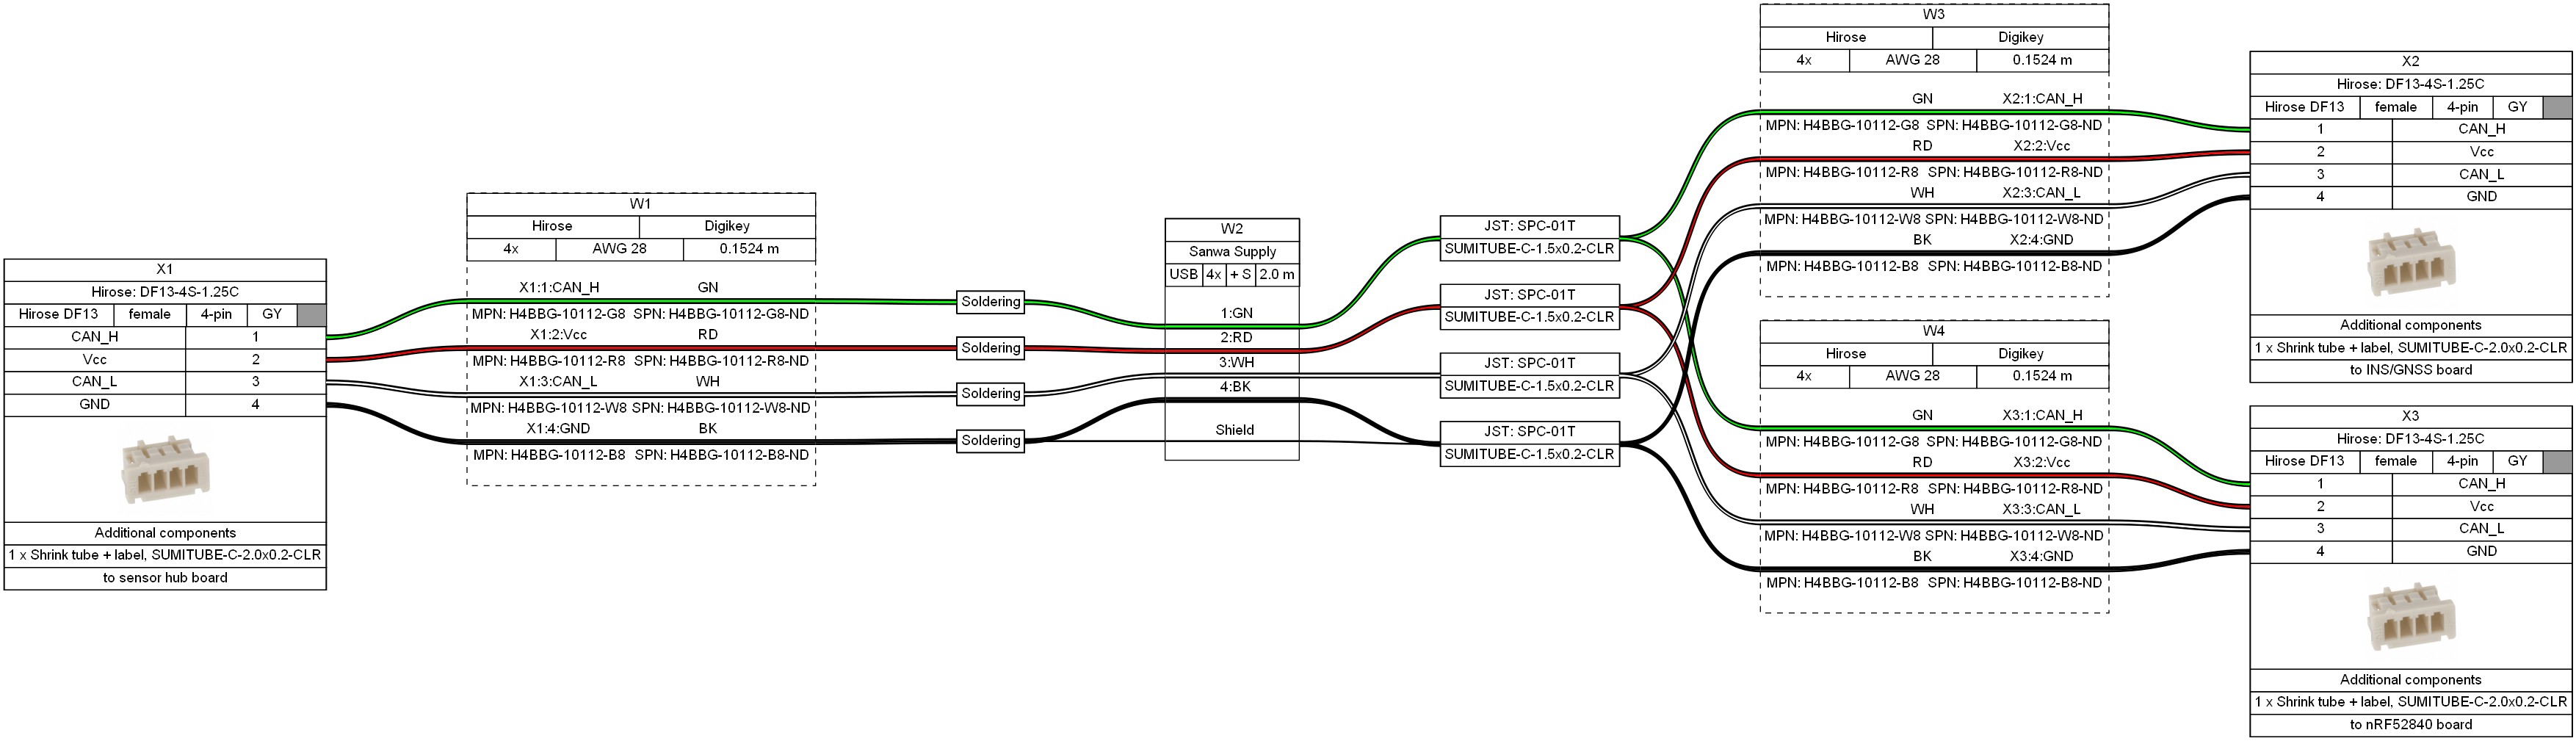 X1
Hirose: DF13-4S-1.25C
Hirose DF13 female 4-pin GY
CAN_H 1
Vcc 2
CAN_L 3
GND 4
Additional components
1 x Shrink tube + label, SUMITUBE-C-2.0x0.2-CLR
to sensor hub board
W1
Hirose Digikey
4x AWG 28 0.1524 m
X1:1:CAN_H GN
MPN: H4BBG-10112-G8 SPN: H4BBG-10112-G8-ND
X1:2:Vcc RD
MPN: H4BBG-10112-R8 SPN: H4BBG-10112-R8-ND
X1:3:CAN_L WH
MPN: H4BBG-10112-W8 SPN: H4BBG-10112-W8-ND
X1:4:GND BK
MPN: H4BBG-10112-B8 SPN: H4BBG-10112-B8-ND
Soldering
Soldering
Soldering
Soldering
W2
Sanwa Supply
USB 4x + S 2.0 m
1:GN
2:RD
3:WH
4:BK
Shield
JST: SPC-01T
SUMITUBE-C-1.5x0.2-CLR
JST: SPC-01T
SUMITUBE-C-1.5x0.2-CLR
JST: SPC-01T
SUMITUBE-C-1.5x0.2-CLR
JST: SPC-01T
SUMITUBE-C-1.5x0.2-CLR
W3
Hirose Digikey
4x AWG 28 0.1524 m
GN X2:1:CAN_H
MPN: H4BBG-10112-G8 SPN: H4BBG-10112-G8-ND
RD X2:2:Vcc
MPN: H4BBG-10112-R8 SPN: H4BBG-10112-R8-ND
WH X2:3:CAN_L
MPN: H4BBG-10112-W8 SPN: H4BBG-10112-W8-ND
BK X2:4:GND
MPN: H4BBG-10112-B8 SPN: H4BBG-10112-B8-ND
W4
Hirose Digikey
4x AWG 28 0.1524 m
GN X3:1:CAN_H
MPN: H4BBG-10112-G8 SPN: H4BBG-10112-G8-ND
RD X3:2:Vcc
MPN: H4BBG-10112-R8 SPN: H4BBG-10112-R8-ND
WH X3:3:CAN_L
MPN: H4BBG-10112-W8 SPN: H4BBG-10112-W8-ND
BK X3:4:GND
MPN: H4BBG-10112-B8 SPN: H4BBG-10112-B8-ND
X2
Hirose: DF13-4S-1.25C
Hirose DF13 female 4-pin GY
1 CAN_H
2 Vcc
3 CAN_L
4 GND
Additional components
1 x Shrink tube + label, SUMITUBE-C-2.0x0.2-CLR
to INS/GNSS board
X3
Hirose: DF13-4S-1.25C
Hirose DF13 female 4-pin GY
1 CAN_H
2 Vcc
3 CAN_L
4 GND
Additional components
1 x Shrink tube + label, SUMITUBE-C-2.0x0.2-CLR
to nRF52840 board